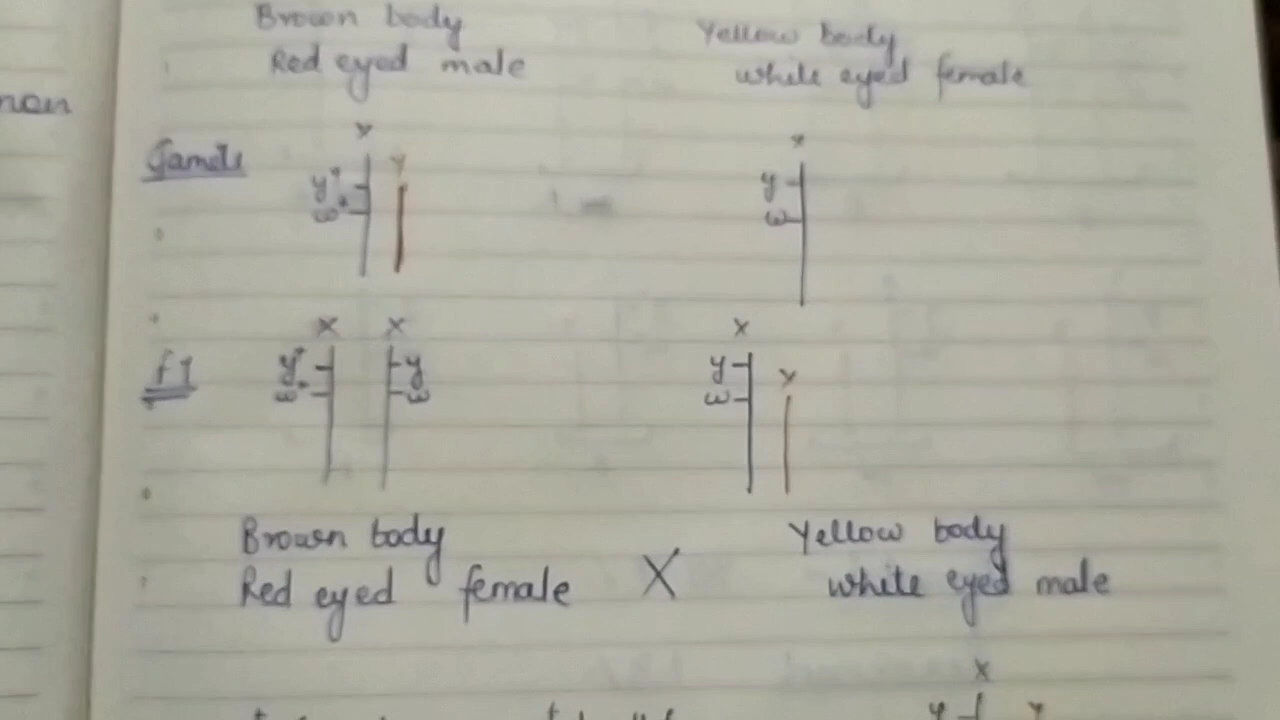 Brown body
Yellow body
Red eyed male
white eyed female
Gamets
X
Y
y+
w+
X
y
w
f1
X
X
y+
w+
y
w
X
y
w
Y
Brown body
Yellow body
Red eyed female
X
white eyed male
X
y
Y